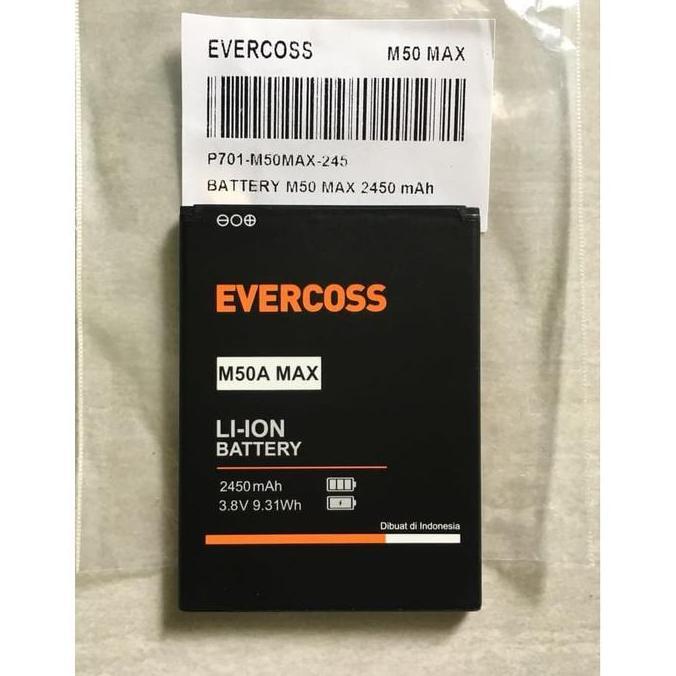 EVERCOSS M50 MAX
P701-M50MAX-245
BATTERY M50 MAX 2450 mAh
EVERCOSS
M50A MAX
LI-ION
BATTERY
2450mAh
3.8V 9.31Wh
Dibuat di Indonesia